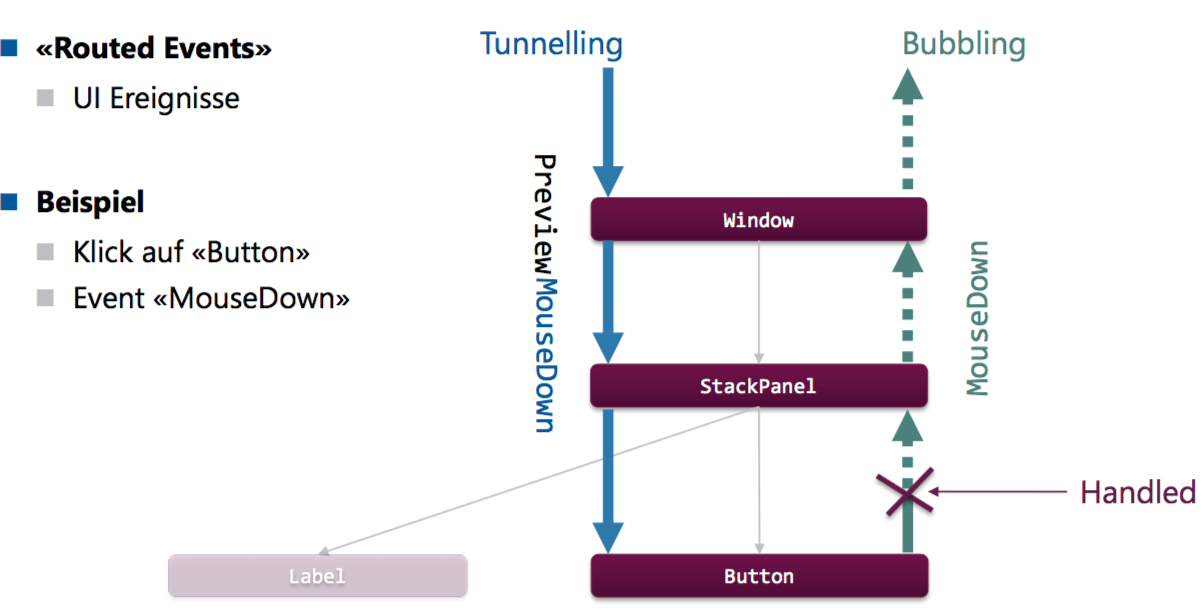 «Routed Events»
UI Ereignisse
Beispiel
Klick auf «Button»
Event «MouseDown»
Tunnelling
Bubbling
PreviewMouseDown
Window
MouseDown
StackPanel
Handled
Label
Button